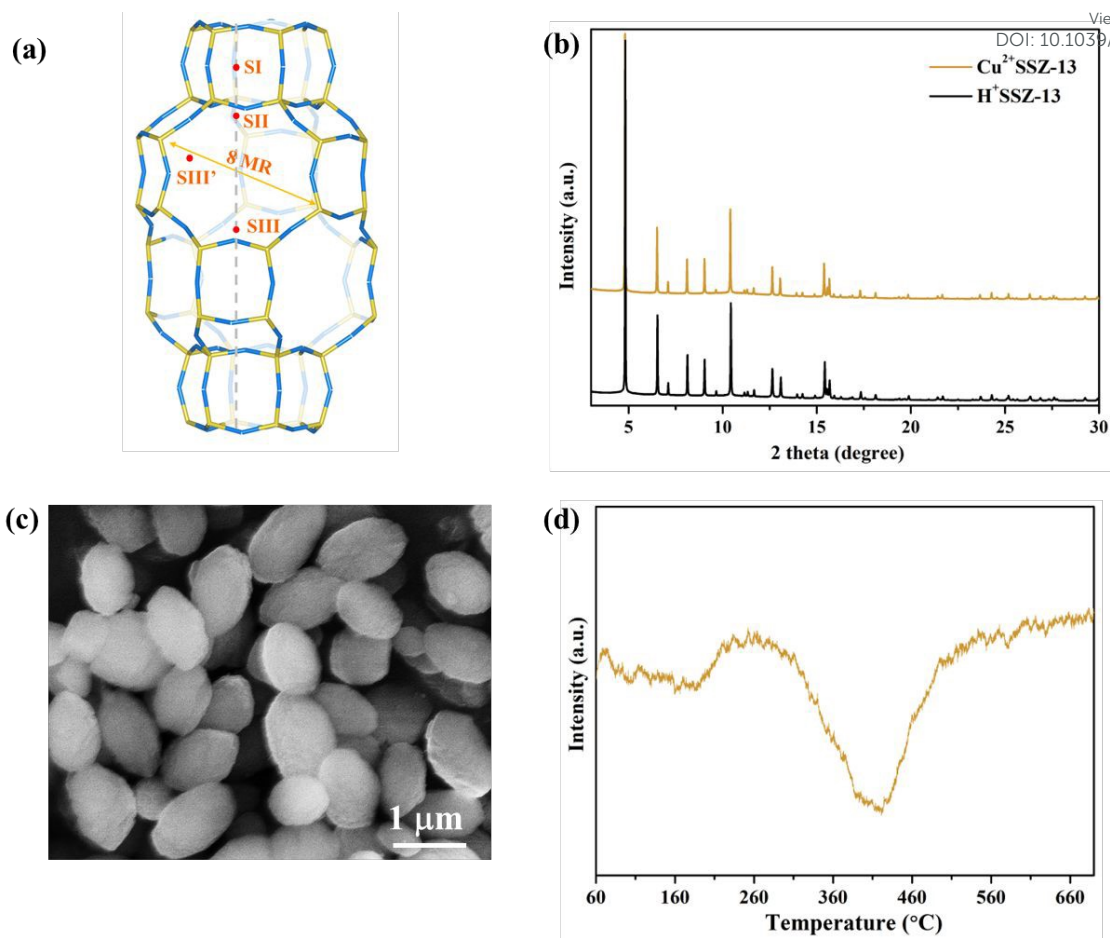 Vie
DOI: 10.1039/
(a)
SI
SII
8 MR
SIII'
SIII
(b)
Cu²⁺SSZ-13
H⁺SSZ-13
Intensity (a.u.)
5 10 15 20 25 30
2 theta (degree)
(c)
1 μm
(d)
Intensity (a.u.)
60 160 260 360 460 560 660
Temperature (°C)